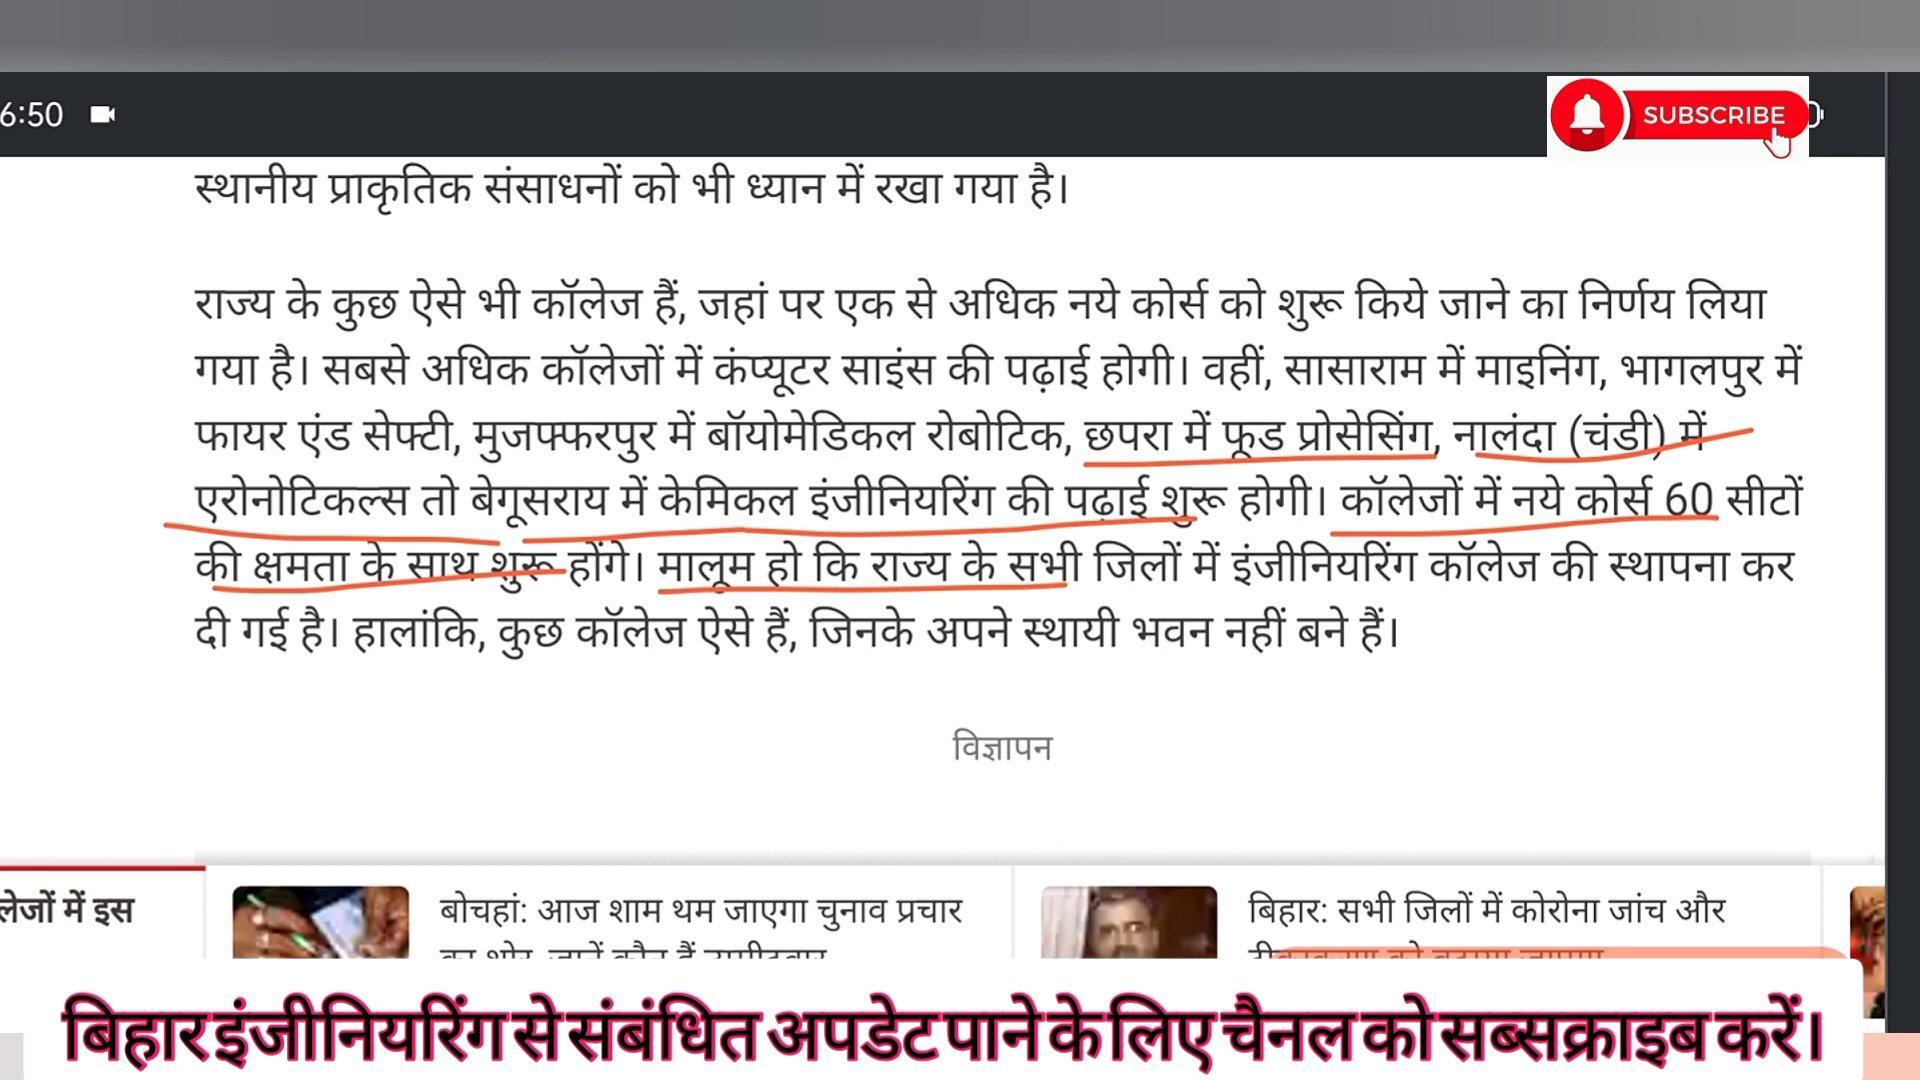 6:50
SUBSCRIBE
स्थानीय प्राकृतिक संसाधनों को भी ध्यान में रखा गया है।
राज्य के कुछ ऐसे भी कॉलेज हैं, जहां पर एक से अधिक नये कोर्स को शुरू किये जाने का निर्णय लिया
गया है। सबसे अधिक कॉलेजों में कंप्यूटर साइंस की पढ़ाई होगी। वहीं, सासाराम में माइनिंग, भागलपुर में
फायर एंड सेफ्टी, मुजफ्फरपुर में बॉयोमेडिकल रोबोटिक, छपरा में फूड प्रोसेसिंग, नालंदा (चंडी) में
एरोनोटिकल्स तो बेगूसराय में केमिकल इंजीनियरिंग की पढ़ाई शुरू होगी। कॉलेजों में नये कोर्स 60 सीटों
की क्षमता के साथ शुरू होंगे। मालूम हो कि राज्य के सभी जिलों में इंजीनियरिंग कॉलेज की स्थापना कर
दी गई है। हालांकि, कुछ कॉलेज ऐसे हैं, जिनके अपने स्थायी भवन नहीं बने हैं।
विज्ञापन
लेजों में इस
बोचहां: आज शाम थम जाएगा चुनाव प्रचार
बिहार: सभी जिलों में कोरोना जांच और
बिहार इंजीनियरिंग से संबंधित अपडेट पाने के लिए चैनल को सब्सक्राइब करें।